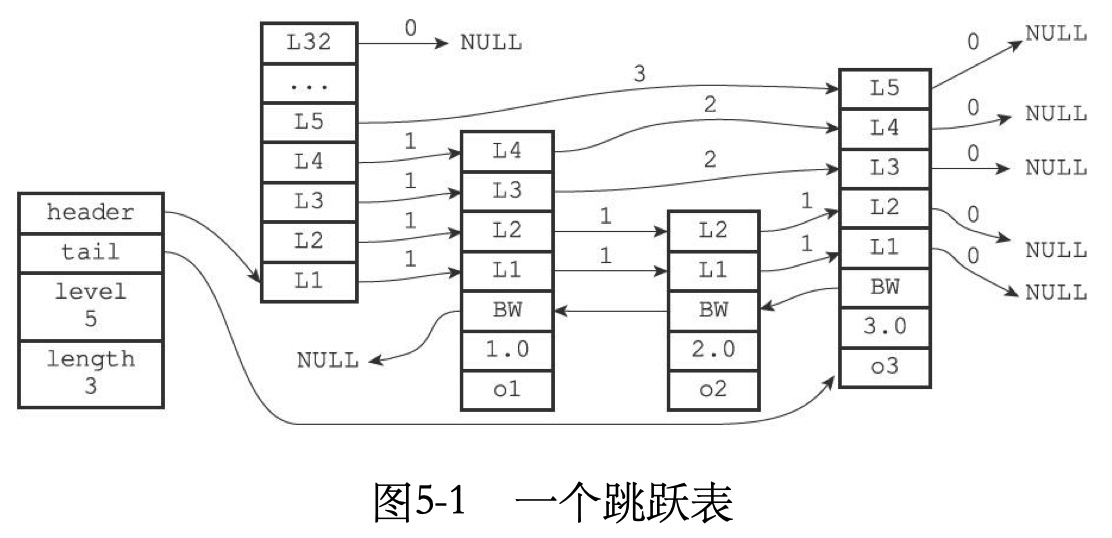 header
tail
level
5
length
3
L32
...
L5
L4
L3
L2
L1
0
NULL
3
1
1
1
1
L4
L3
L2
L1
BW
1.0
o1
NULL
2
2
1
1
L2
L1
BW
2.0
o2
1
1
L5
L4
L3
L2
L1
BW
3.0
o3
0
NULL
0
NULL
0
NULL
0
NULL
0
NULL
图5-1 一个跳跃表